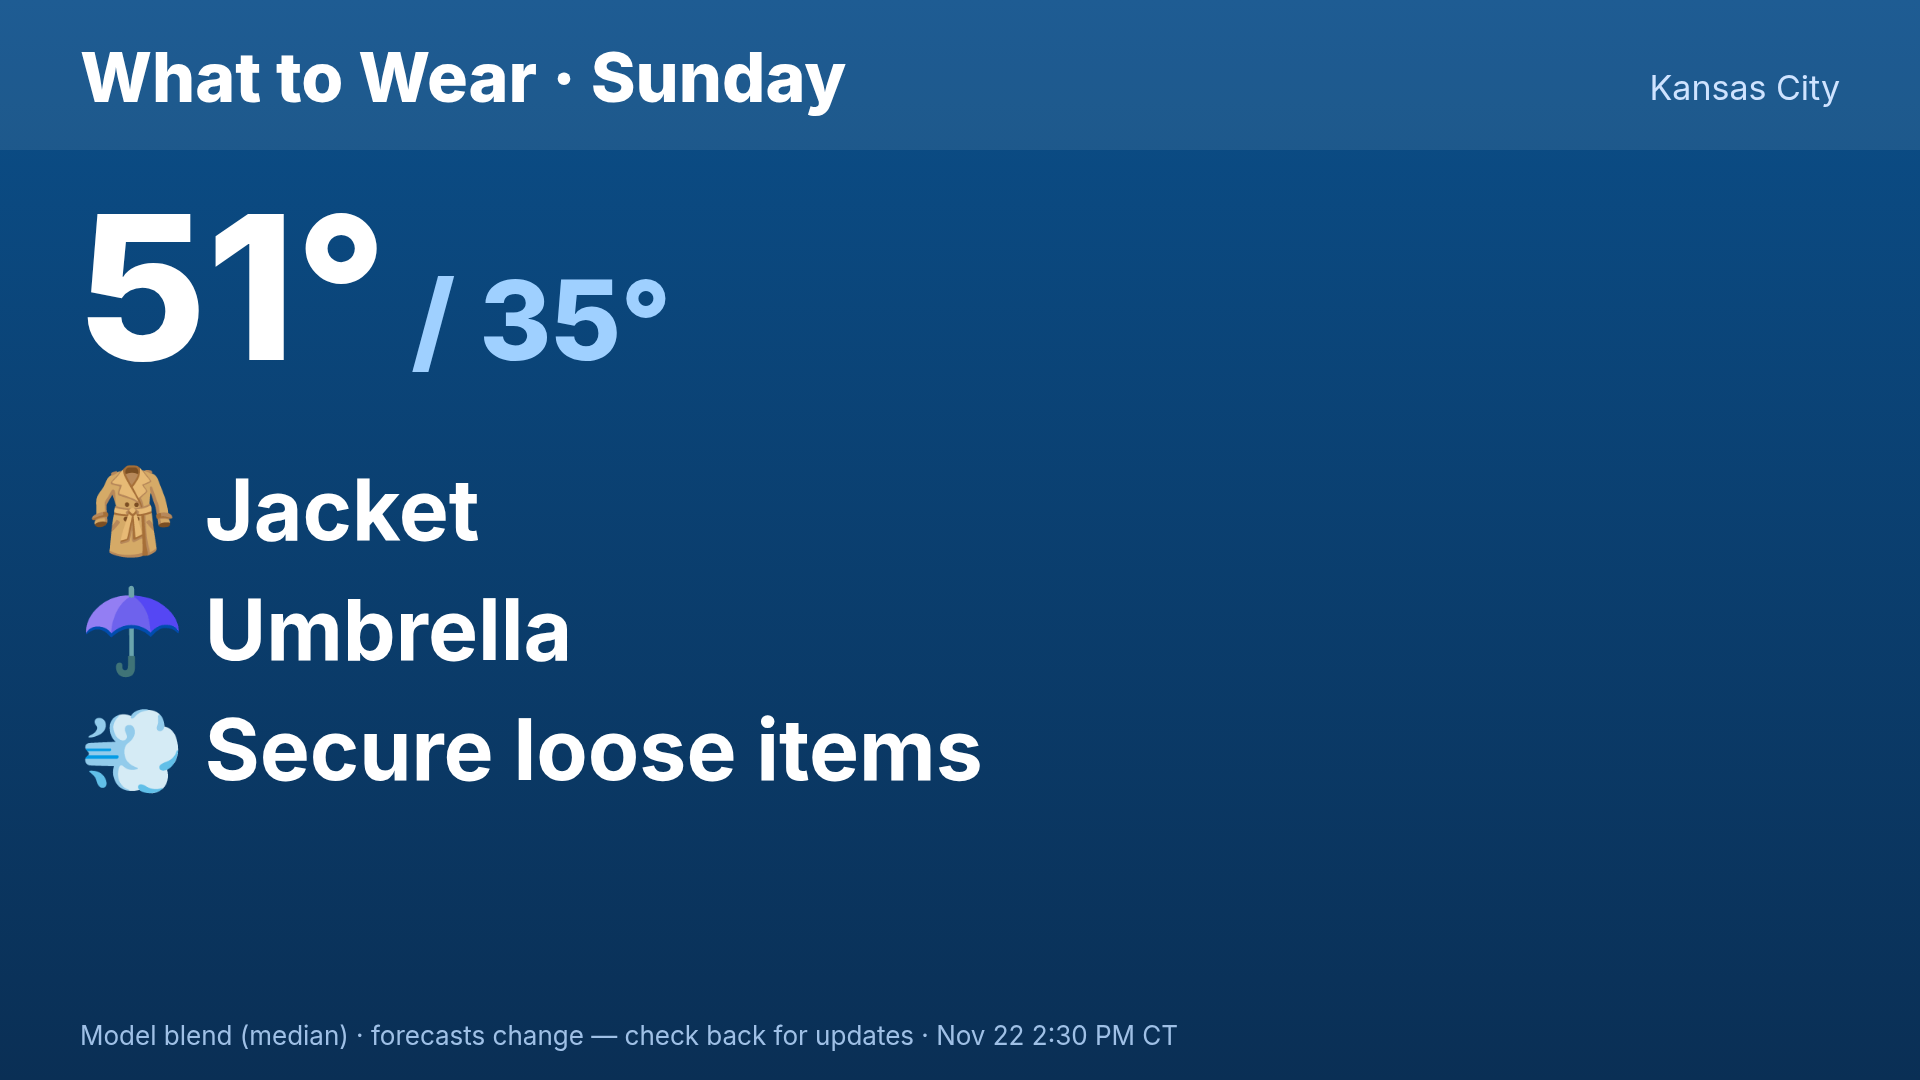 What to Wear · Sunday
Kansas City
51° / 35°
Jacket
Umbrella
Secure loose items
Model blend (median) · forecasts change — check back for updates · Nov 22 2:30 PM CT